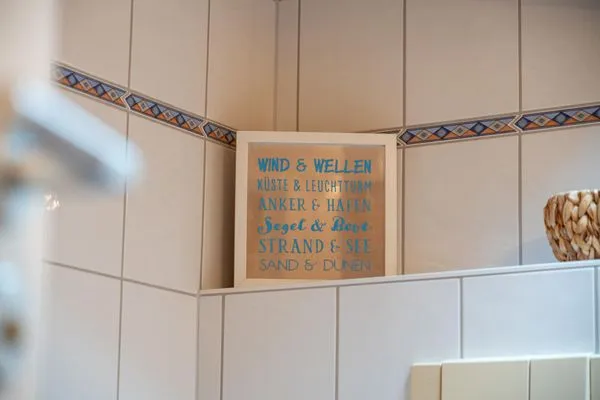 WIND & WELLEN
KÜSTE & LEUCHTTURM
ANKER & HAFEN
Segel & Boot
STRAND & SEE
SAND & DÜNEN